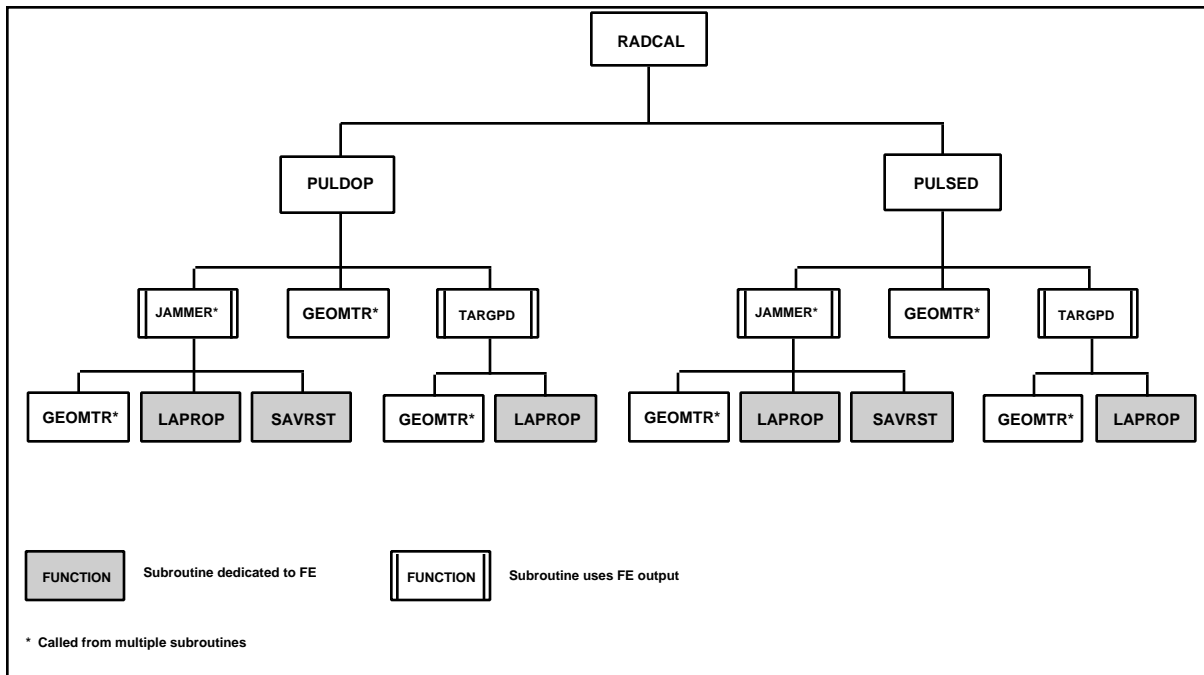 RADCAL
PULDOP
PULSED
JAMMER*
GEOMTR*
TARGPD
JAMMER*
GEOMTR*
TARGPD
GEOMTR*
LAPROP
SAVRST
GEOMTR*
LAPROP
GEOMTR*
LAPROP
SAVRST
GEOMTR*
LAPROP
FUNCTION
Subroutine dedicated to FE
FUNCTION
Subroutine uses FE output
* Called from multiple subroutines